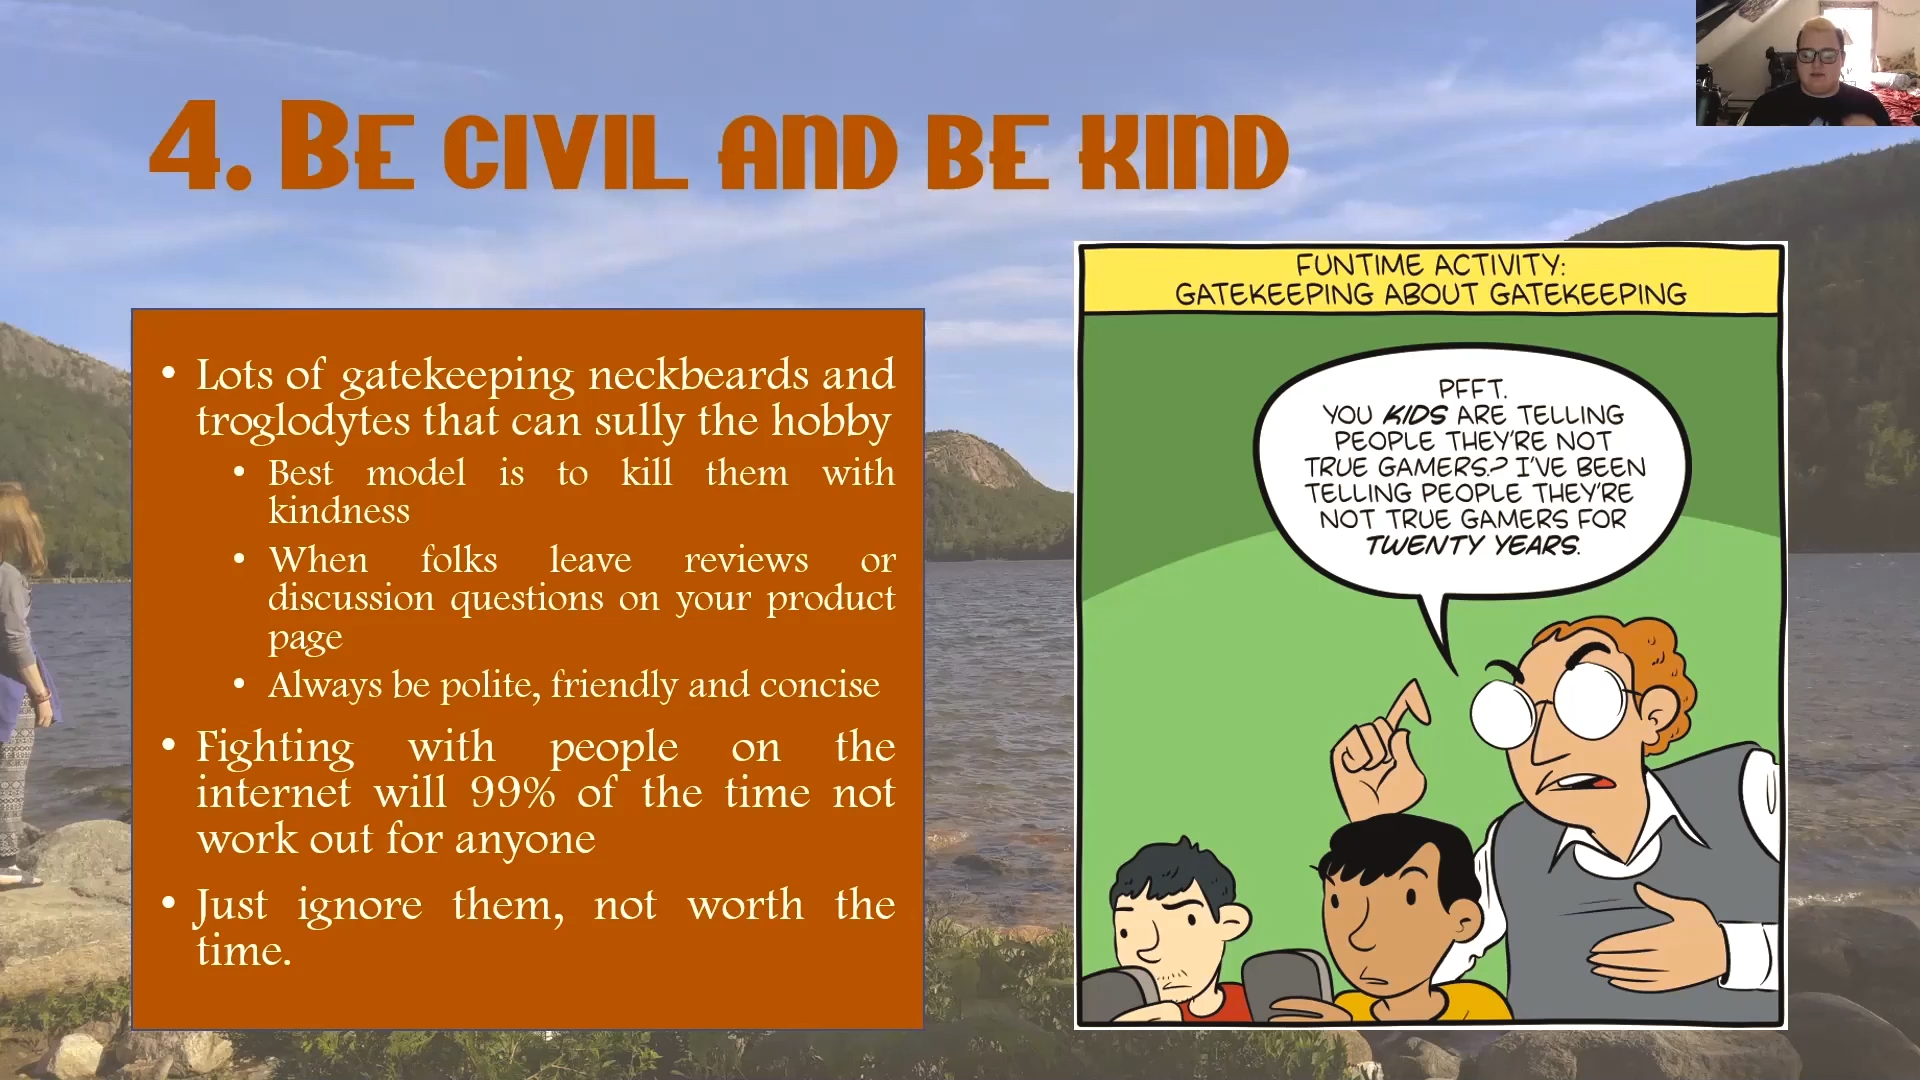 4. BE CIVIL AND BE KIND
FUNTIME ACTIVITY:
GATEKEEPING ABOUT GATEKEEPING
• Lots of gatekeeping neckbeards and
troglodytes that can sully the hobby
• Best model is to kill them with
kindness
• When folks leave reviews or
discussion questions on your product
page
• Always be polite, friendly and concise
• Fighting with people on the
internet will 99% of the time not
work out for anyone
• Just ignore them, not worth the
time.
PFFT.
YOU KIDS ARE TELLING
PEOPLE THEY'RE NOT
TRUE GAMERS? I'VE BEEN
TELLING PEOPLE THEY'RE
NOT TRUE GAMERS FOR
TWENTY YEARS.